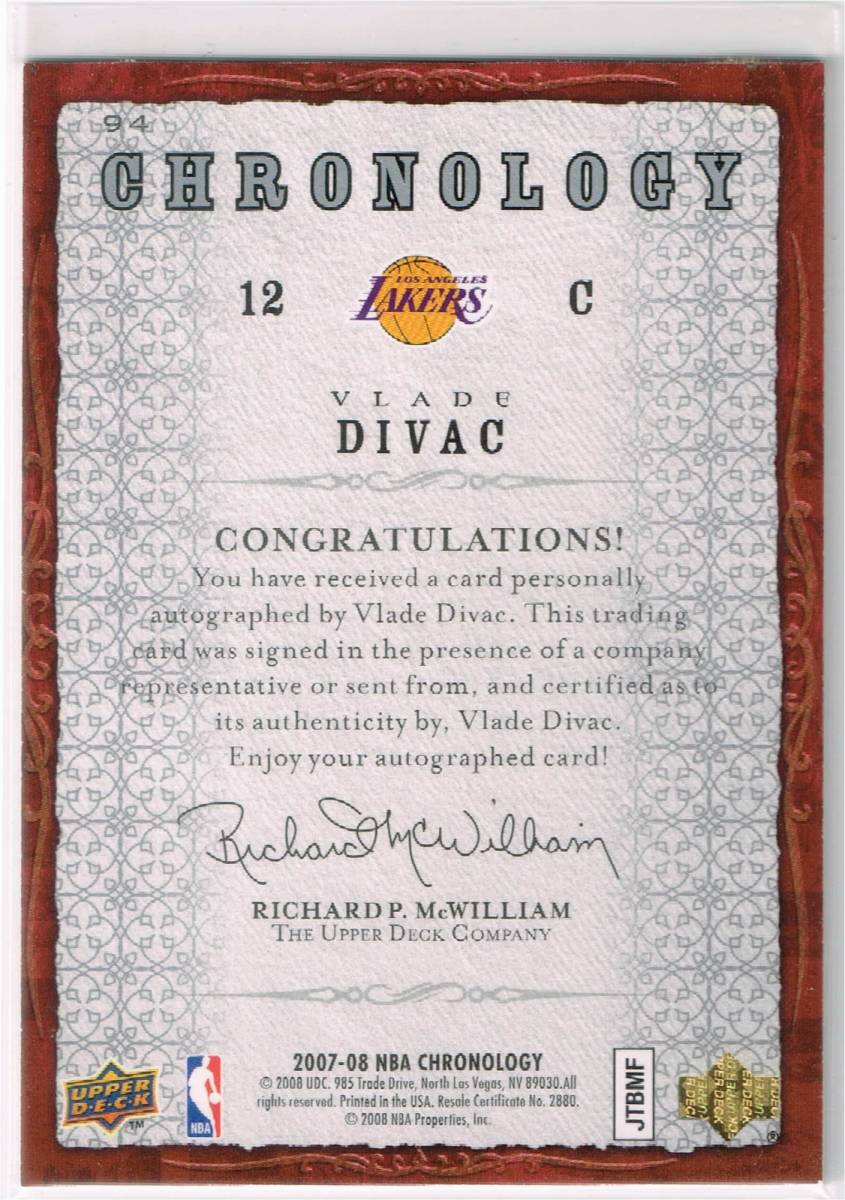 94
CHRONOLOGY
12
LOS ANGELES
LAKERS
C
VLADE
DIVAC
CONGRATULATIONS!
You have received a card personally
autographed by Vlade Divac. This trading
card was signed in the presence of a company
representative or sent from, and certified as to
its authenticity by, Vlade Divac.
Enjoy your autographed card!
Richard McWilliam
RICHARD P. McWILLIAM
THE UPPER DECK COMPANY
2007-08 NBA CHRONOLOGY
© 2008 UDC. 985 Trade Drive, North Las Vegas, NV 89030.All
rights reserved. Printed in the USA. Resale Certificate No. 2880.
© 2008 NBA Properties, Inc.
UPPER
D·E·C·K
TM
NBA
JTBMF
®